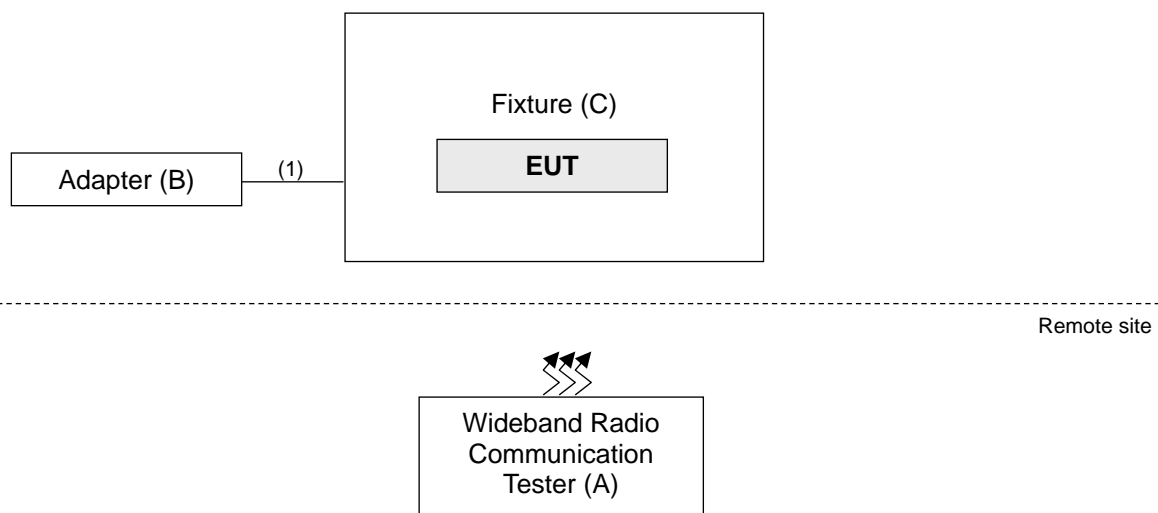 Fixture (C)
EUT
Adapter (B)
(1)
Remote site
Wideband Radio
Communication
Tester (A)